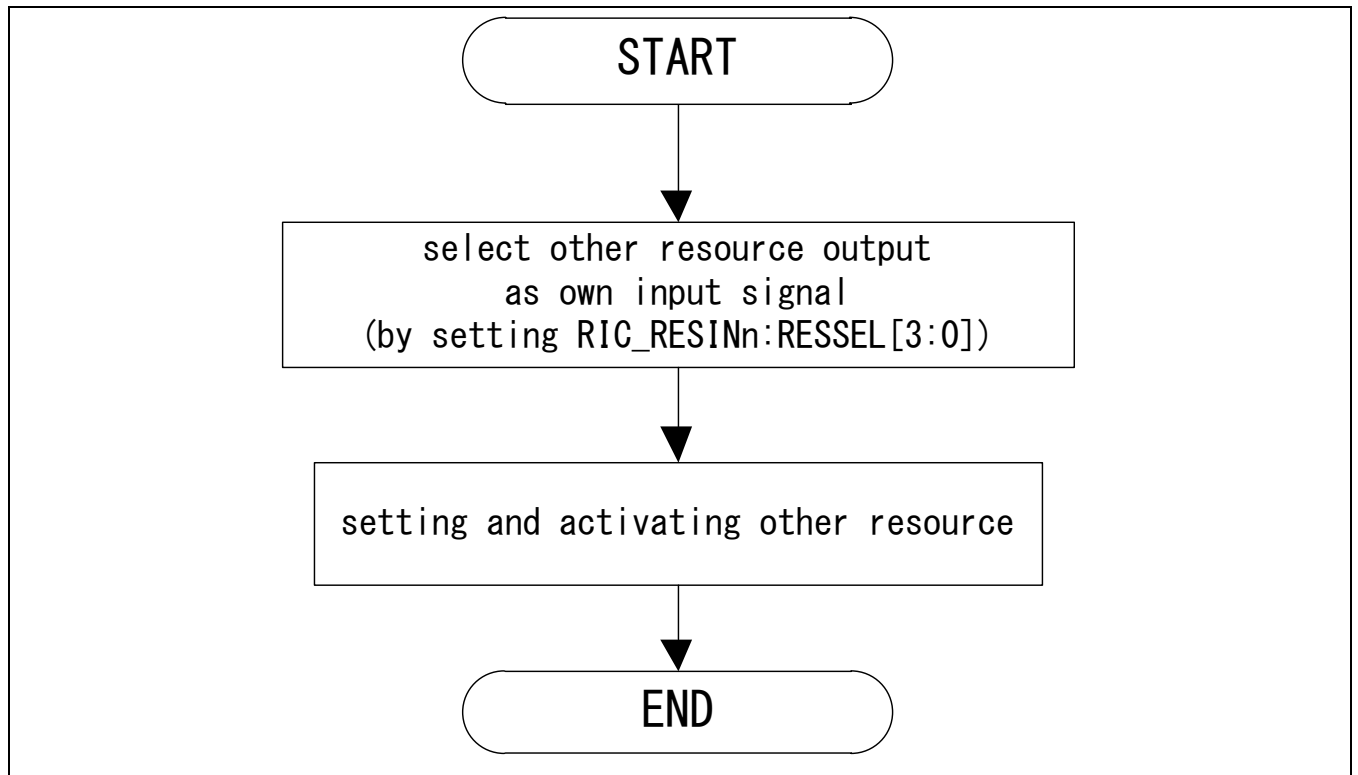 START
select other resource output
as own input signal
(by setting RIC_RESINn:RESSEL[3:0])
setting and activating other resource
END